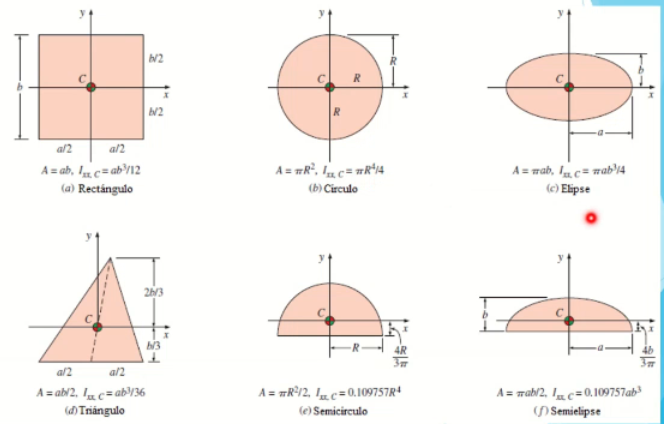 y
b
C
x
b/2
b/2
a/2 a/2
A = ab, I_xx, C = ab³/12
(a) Rectángulo
y
R
C R
x
R
A = πR², I_xx, C = πR⁴/4
(b) Círculo
y
b
C
x
a
A = πab, I_xx, C = πab³/4
(c) Elipse
y
2b/3
C
x
b/3
a/2 a/2
A = ab/2, I_xx, C = ab³/36
(d) Triángulo
y
C
x
R
4R
3π
A = πR²/2, I_xx, C = 0.109757R⁴
(e) Semicírculo
y
b
C
x
a
4b
3π
A = πab/2, I_xx, C = 0.109757ab³
(f) Semielipse